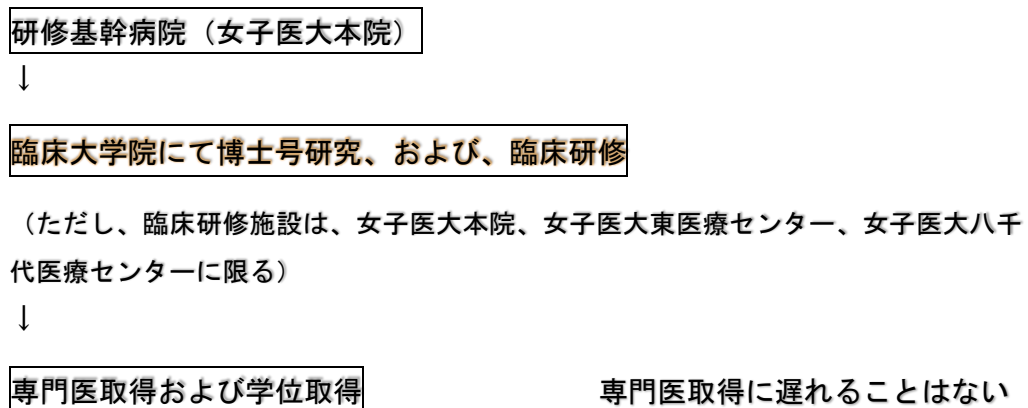 研修基幹病院（女子医大本院）
↓
臨床大学院にて博士号研究、および、臨床研修
（ただし、臨床研修施設は、女子医大本院、女子医大東医療センター、女子医大八千
代医療センターに限る）
↓
専門医取得および学位取得 専門医取得に遅れることはない